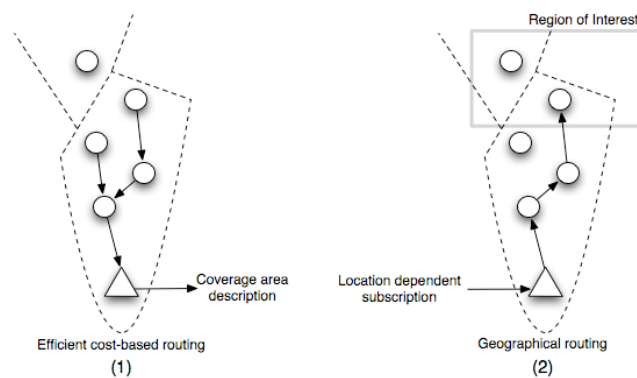 Region of Interest
Coverage area
description
Location dependent
subscription
Efficient cost-based routing
(1)
Geographical routing
(2)